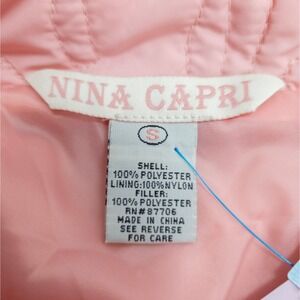 NINA CAPRI
S
SHELL:
100% POLYESTER
LINING:100%NYLON
FILLER:
100% POLYESTER
RN#87706
MADE IN CHINA
SEE REVERSE
FOR CARE